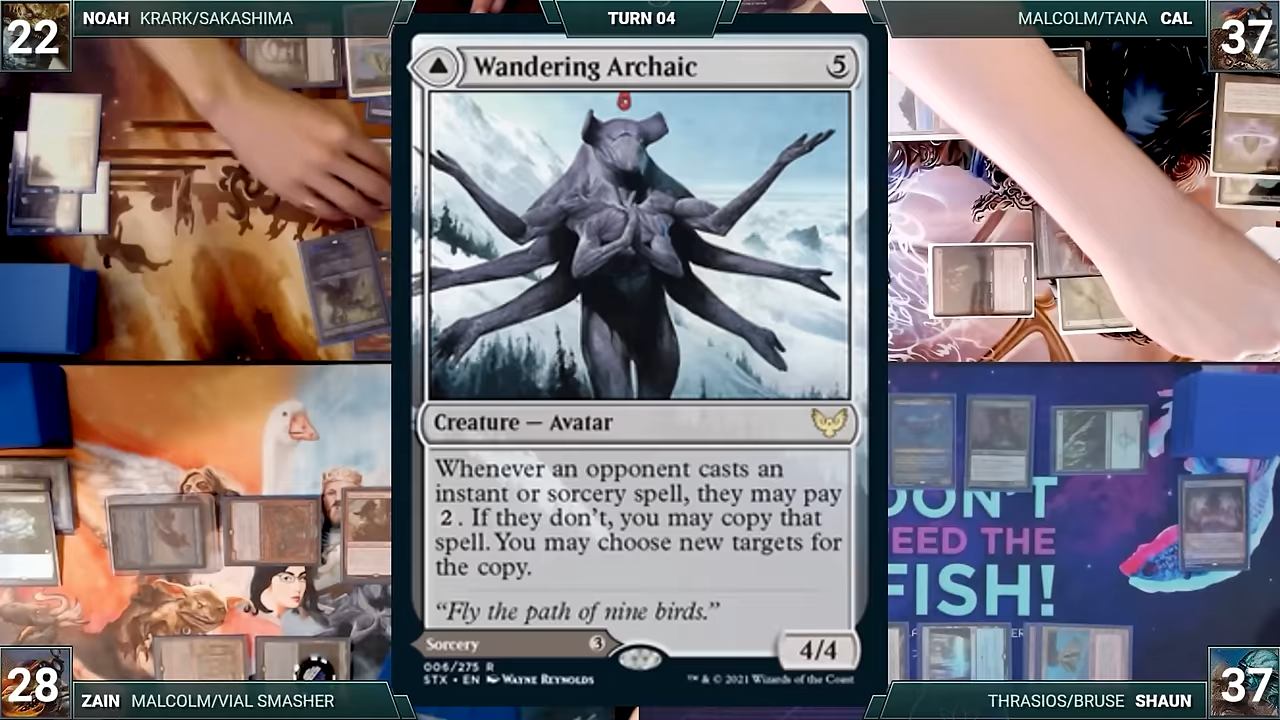 22
NOAH KRARK/SAKASHIMA
TURN 04
MALCOLM/TANA CAL
37
Wandering Archaic 5
Creature — Avatar
Whenever an opponent casts an
instant or sorcery spell, they may pay
2. If they don't, you may copy that
spell. You may choose new targets for
the copy.
"Fly the path of nine birds."
Sorcery 3
4/4
006/275 R
STX • EN WAYNE REYNOLDS
™ & © 2021 Wizards of the Coast
DON'T
EED THE
FISH!
28
ZAIN MALCOLM/VIAL SMASHER
THRASIOS/BRUSE SHAUN
37